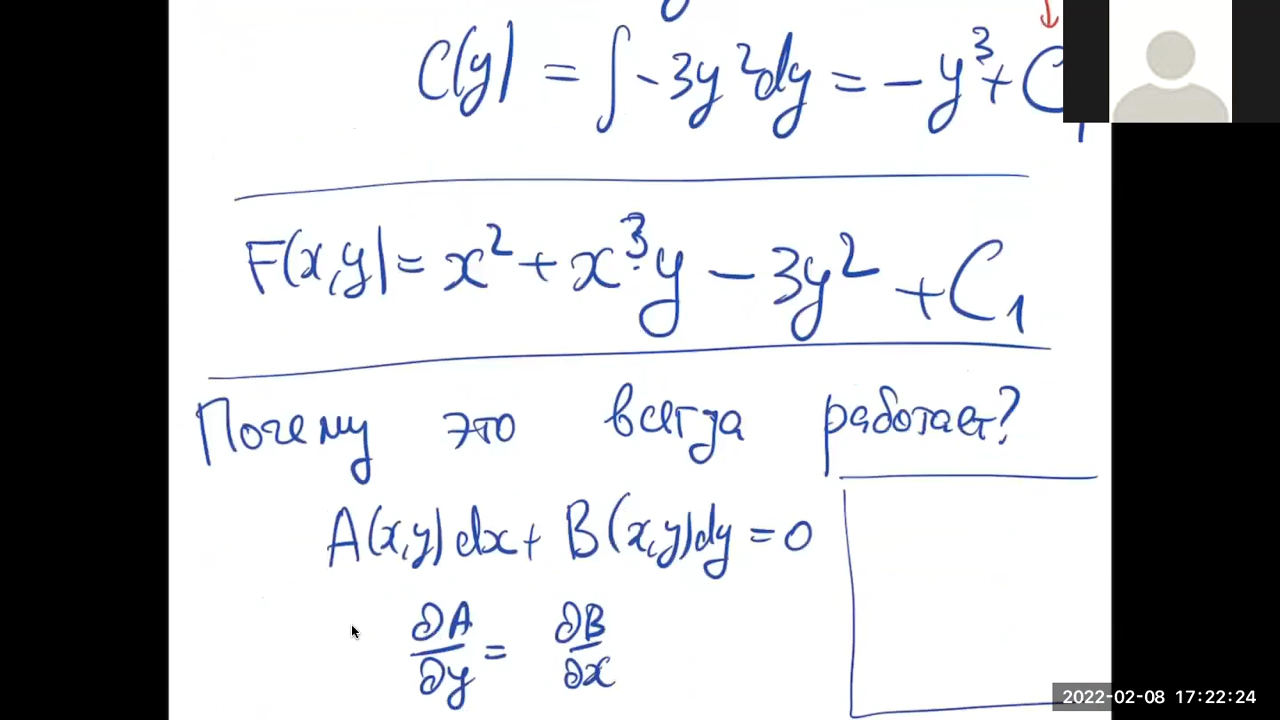 C(y) = ∫ -3y²dy = -y³ + C₁
F(x,y) = x² + x³y - 3y² + C₁
Почему это всегда работает?
A(x,y)dx + B(x,y)dy = 0
∂A/∂y = ∂B/∂x
2022-02-08 17:22:24